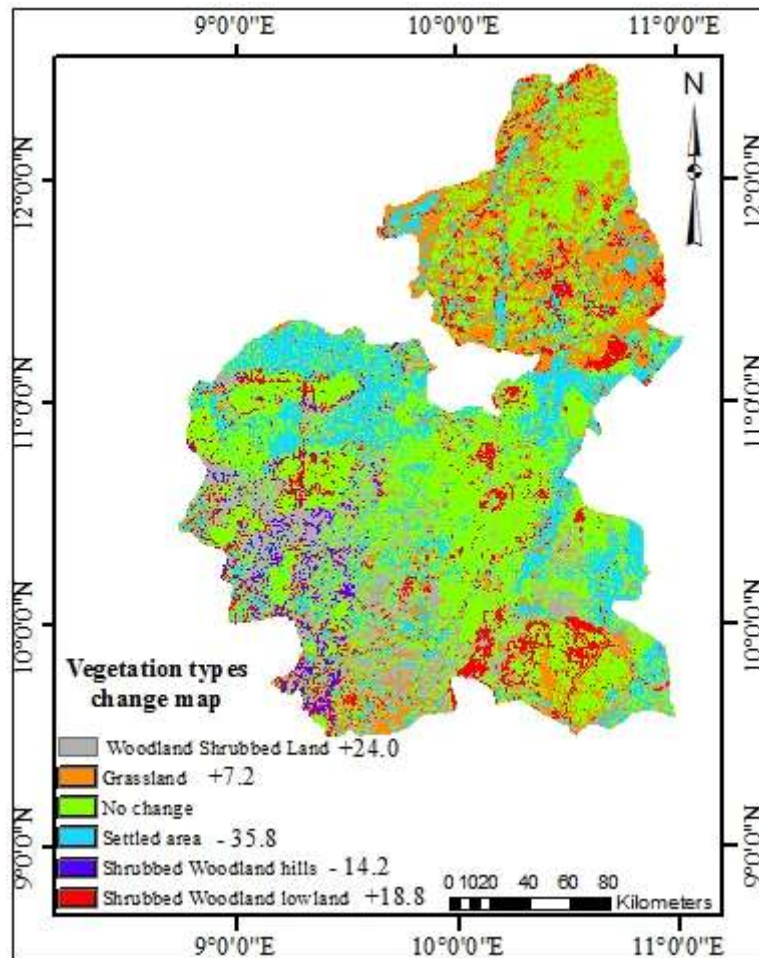 9°0'0"E 10°0'0"E 11°0'0"E
N
12°0'0"N 12°0'0"N
11°0'0"N 11°0'0"N
10°0'0"N 10°0'0"N
Vegetation types
change map
Woodland Shrubbed Land +24.0
Grassland +7.2
No change
Settled area - 35.8
Shrubbed Woodland hills - 14.2
Shrubbed Woodland lowland +18.8
9°0'0"N 9°0'0"N
0 10 20 40 60 80
Kilometers
9°0'0"E 10°0'0"E 11°0'0"E